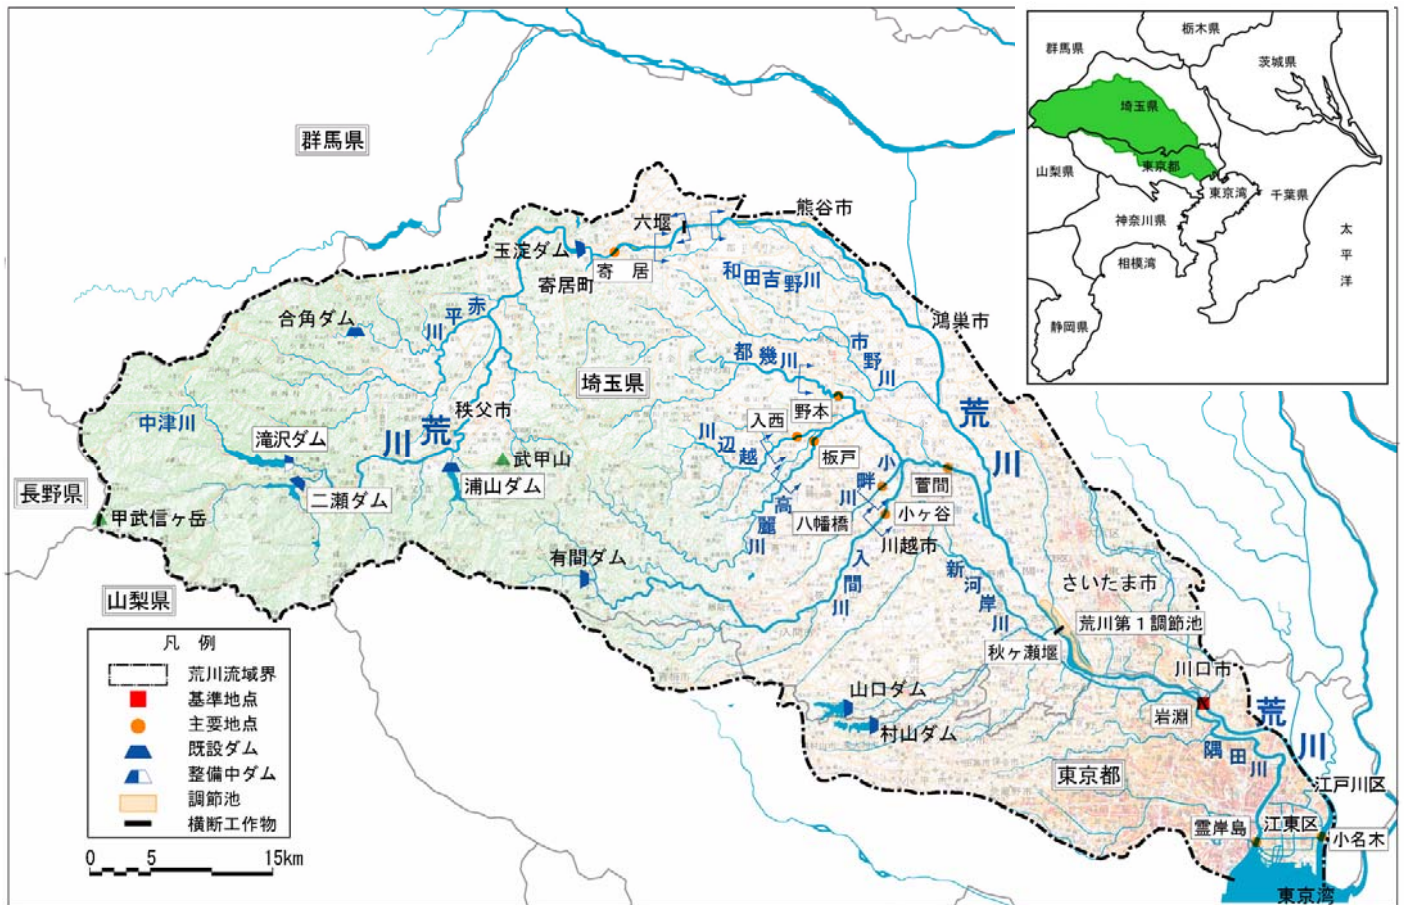 群馬県
玉淀ダム
寄居町
寄　居
六堰
熊谷市
和田吉野川
鴻巣市
合角ダム
赤平川
市野川
都幾川
埼玉県
秩父市
荒川
中津川
滝沢ダム
二瀬ダム
浦山ダム
武甲山
長野県
甲武信ヶ岳
山梨県
野本
入西
坂戸
越辺川
高麗川
小畔川
八幡橋
小ヶ谷
菅間
川越市
荒川
入間川
有間ダム
新河岸川
さいたま市
荒川第１調節池
秋ヶ瀬堰
川口市
岩淵
荒川
隅田川
山口ダム
村山ダム
東京都
江戸川区
江東区
霊岸島
小名木
東京湾
凡　例
荒川流域界
基準地点
主要地点
既設ダム
整備中ダム
調節池
横断工作物
0 5 15km
栃木県
群馬県
茨城県
埼玉県
東京都
山梨県
東京湾
千葉県
神奈川県
相模湾
静岡県
太平洋